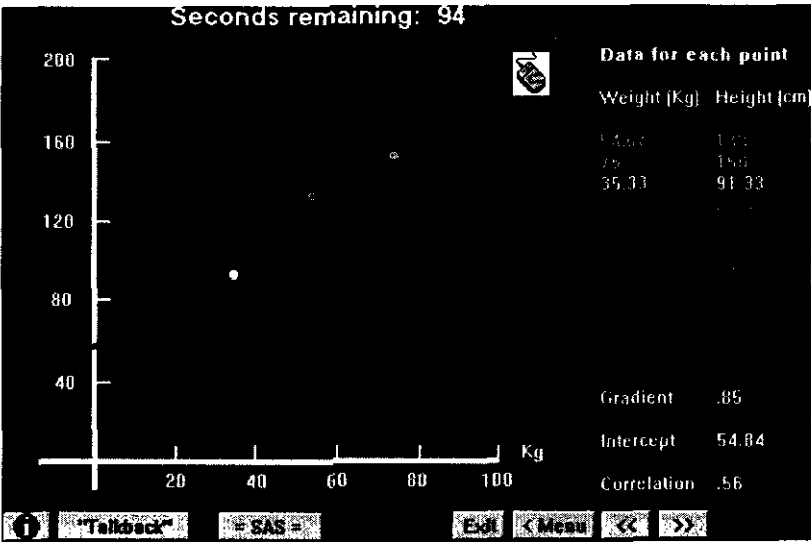 Seconds remaining: 94
200
160
120
80
40
20 40 60 80 100
Kg
Data for each point
Weight (Kg) Height (cm)
35.33 91.33
Gradient .85
Intercept 54.84
Correlation .56
"Talkback" = SAS = Exit < Menu << >>